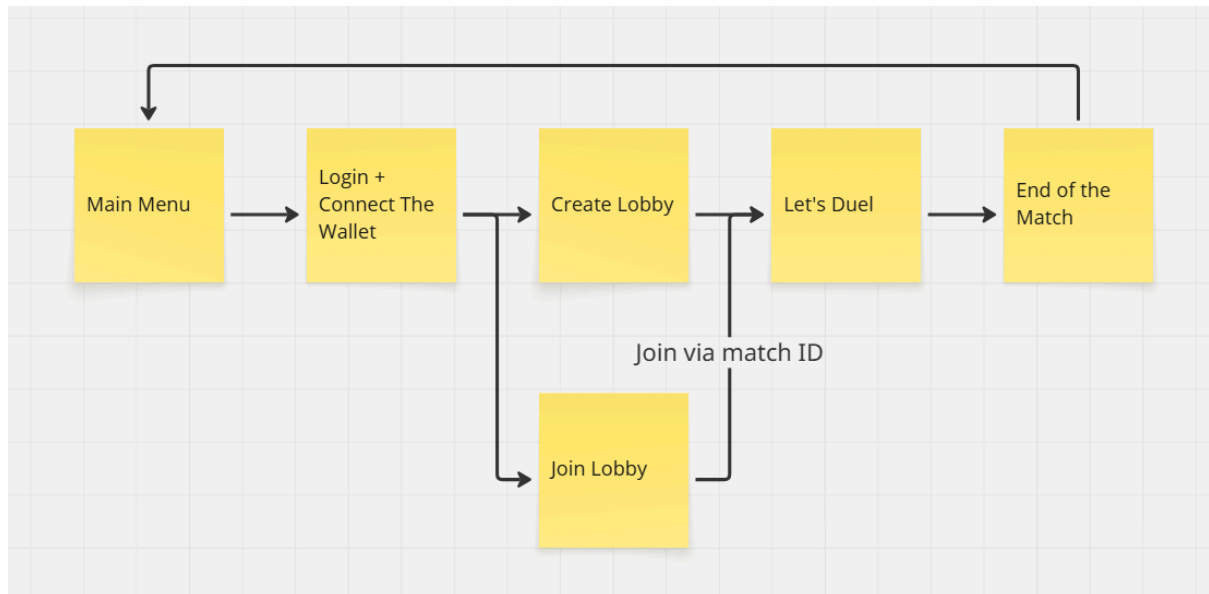 Main Menu
Login +
Connect The
Wallet
Create Lobby
Let's Duel
End of the
Match
Join via match ID
Join Lobby